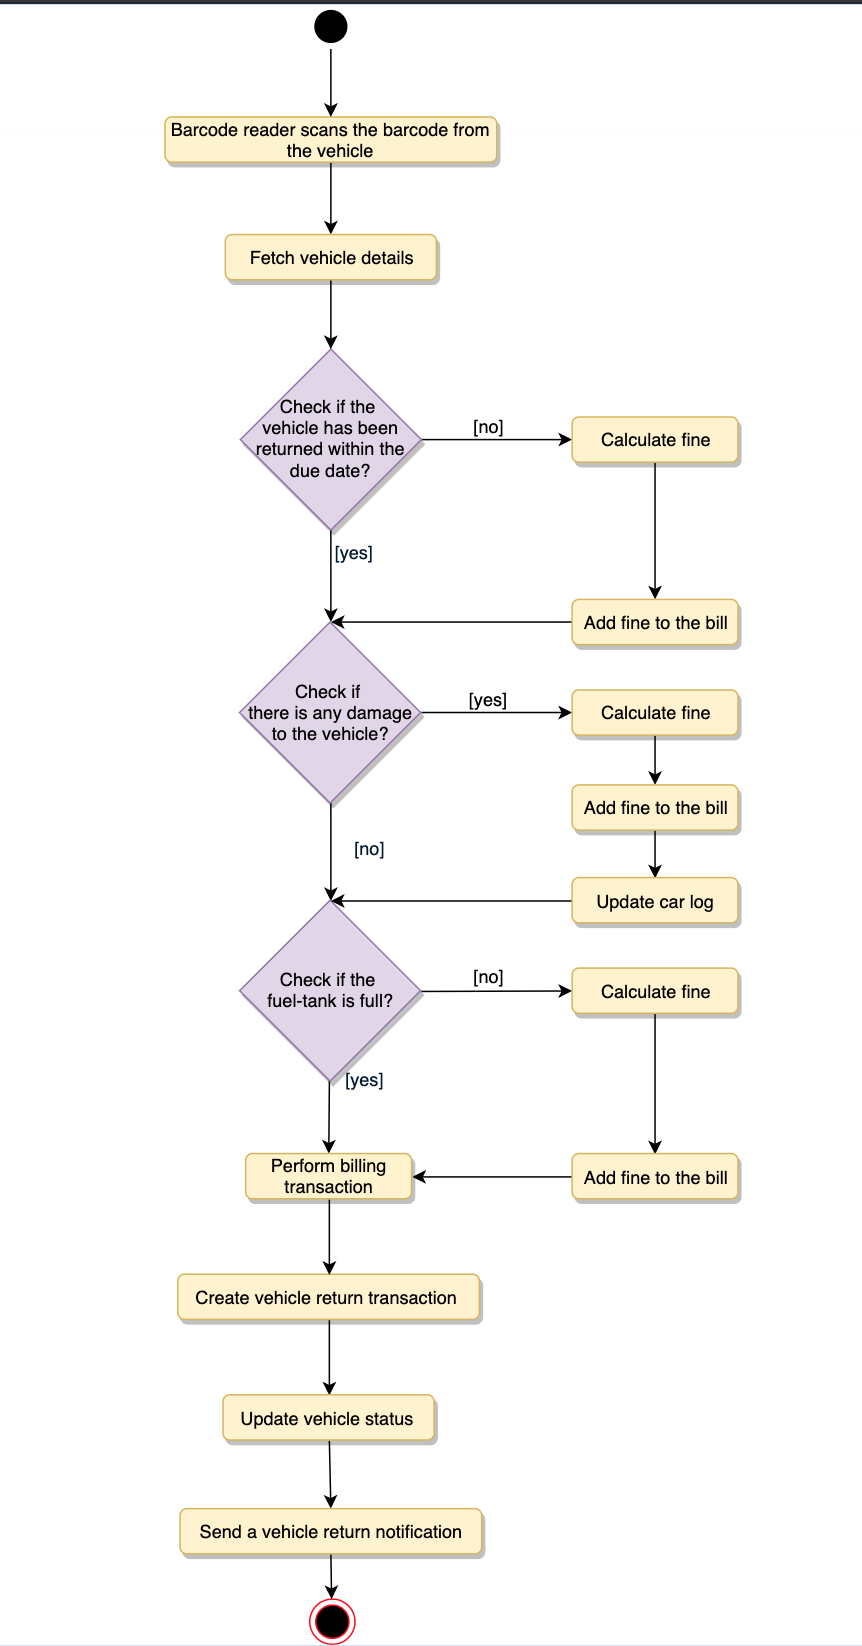 Barcode reader scans the barcode from
the vehicle
Fetch vehicle details
Check if the
vehicle has been
returned within the
due date?
[no]
Calculate fine
[yes]
Add fine to the bill
Check if
there is any damage
to the vehicle?
[yes]
Calculate fine
Add fine to the bill
[no]
Update car log
Check if the
fuel-tank is full?
[no]
Calculate fine
[yes]
Perform billing
transaction
Add fine to the bill
Create vehicle return transaction
Update vehicle status
Send a vehicle return notification